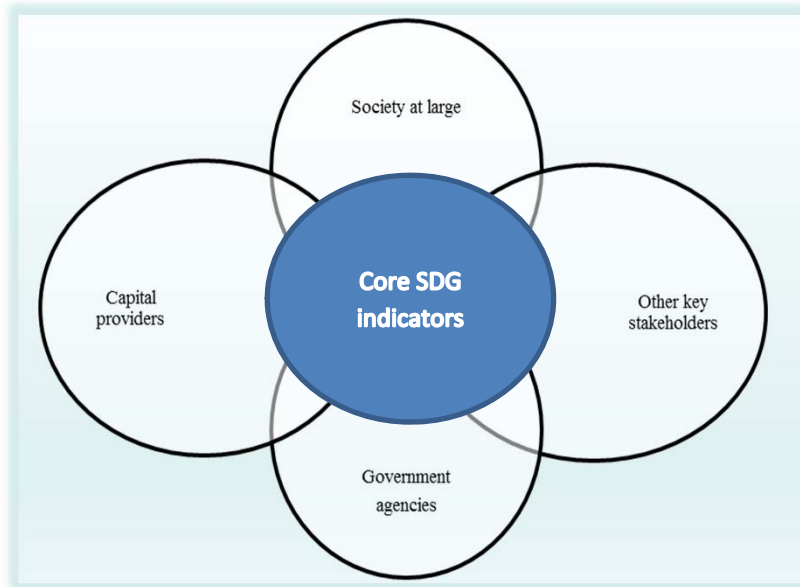 Society at large
Core SDG
indicators
Capital
providers
Other key
stakeholders
Government
agencies